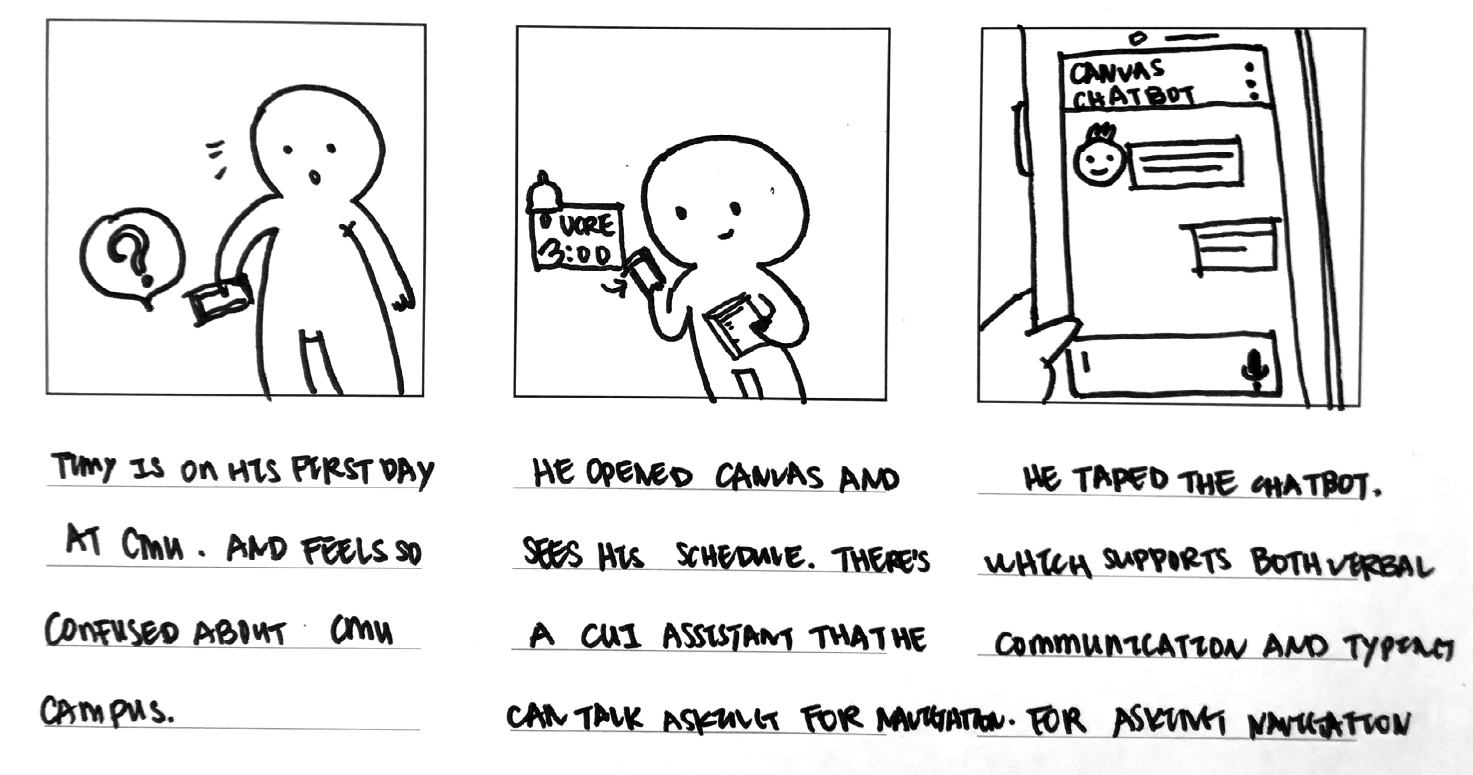 ?
3:00
CANVAS
CHATBOT
TIMY IS ON HIS FIRST DAY
AT CMU. AND FEELS SO
CONFUSED ABOUT CMU
CAMPUS.
HE OPENED CANVAS AND
SEES HIS SCHEDULE. THERE'S
A CUI ASSISTANT THAT HE
CAN TALK ASKING FOR NAVIGATION.
HE TAPED THE CHATBOT.
WHICH SUPPORTS BOTH VERBAL
COMMUNICATION AND TYPING
FOR ASKING NAVIGATION